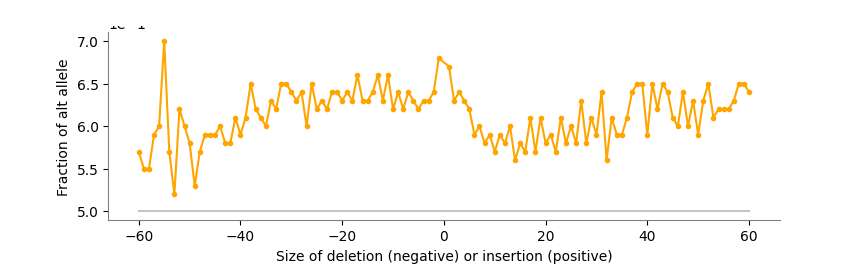 7.0
6.5
6.0
5.5
5.0
Fraction of alt allele
−60 −40 −20 0 20 40 60
Size of deletion (negative) or insertion (positive)